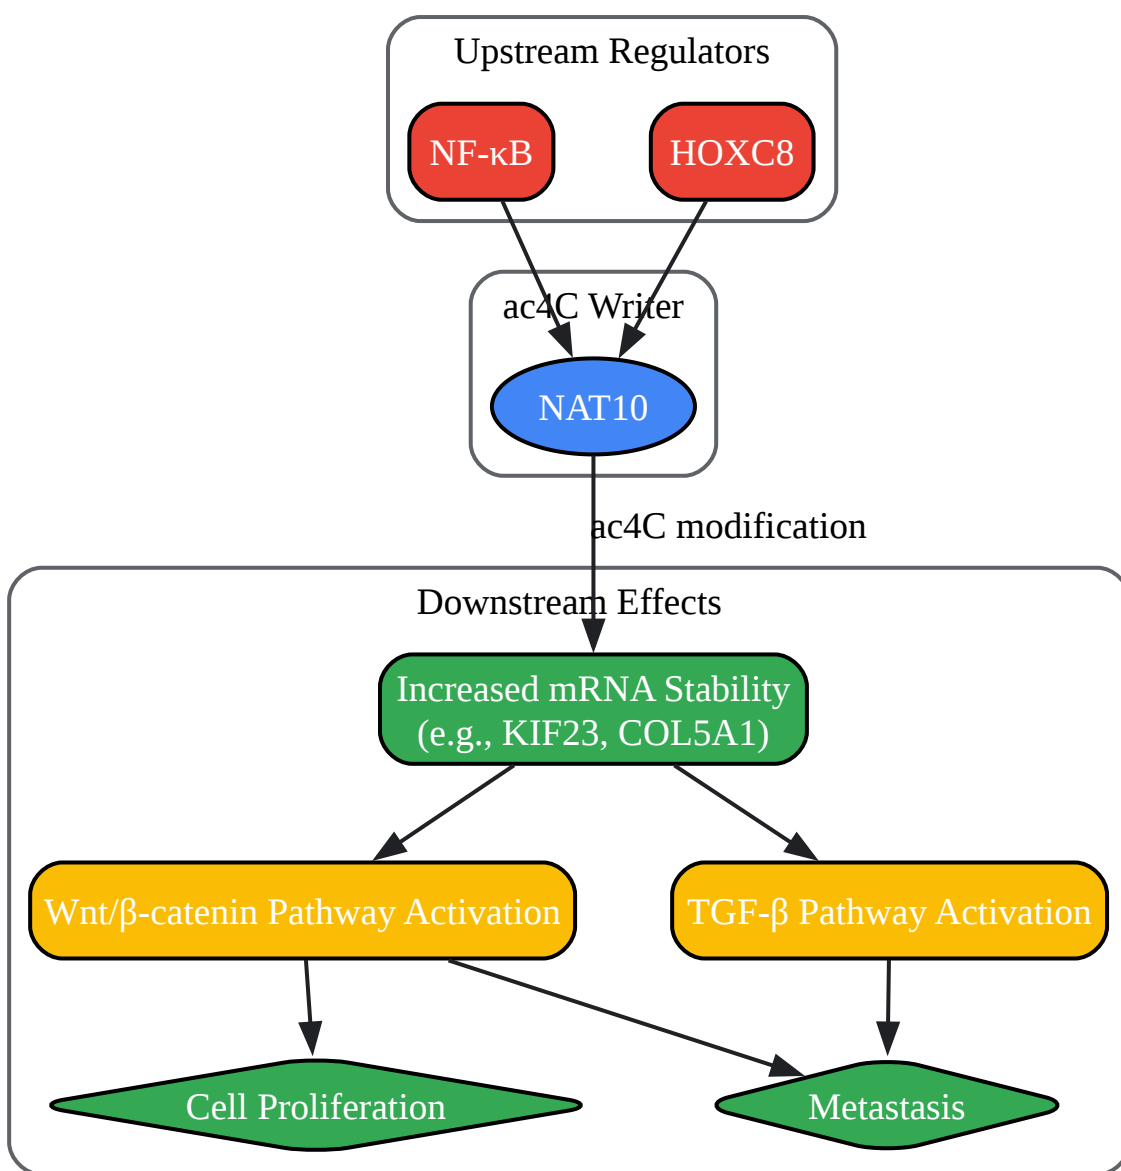 Upstream Regulators
NF-κB
HOXC8
ac4C Writer
NAT10
ac4C modification
Downstream Effects
Increased mRNA Stability
(e.g., KIF23, COL5A1)
Wnt/β-catenin Pathway Activation
TGF-β Pathway Activation
Cell Proliferation
Metastasis